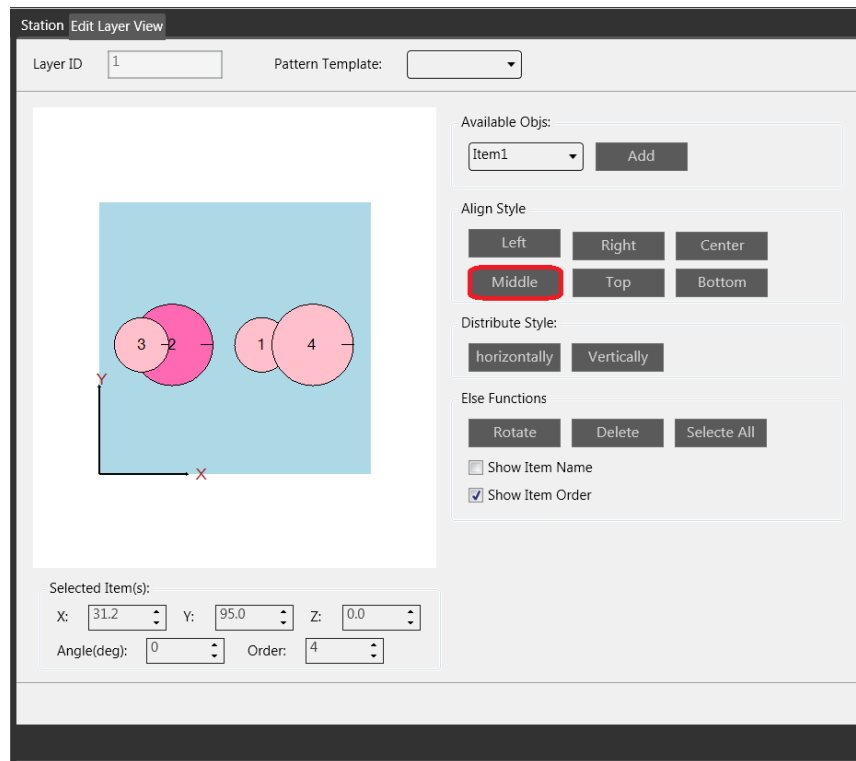 Station Edit Layer View
Layer ID 1 Pattern Template:
Available Objs:
Item1 Add
Align Style
Left Right Center
Middle Top Bottom
Distribute Style:
horizontally Vertically
Else Functions
Rotate Delete Selecte All
Show Item Name
Show Item Order
3 2 1 4
Y
X
Selected Item(s):
X: 31.2 Y: 95.0 Z: 0.0
Angle(deg): 0 Order: 4